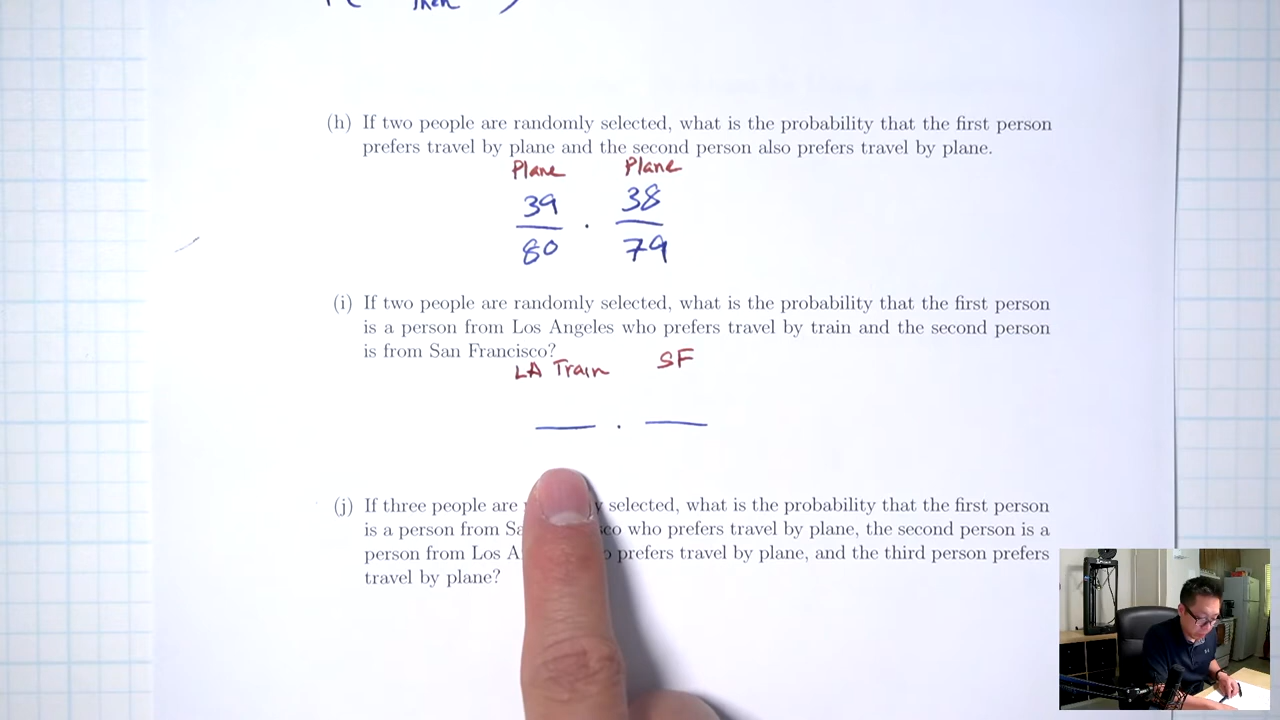 Then
(h) If two people are randomly selected, what is the probability that the first person
prefers travel by plane and the second person also prefers travel by plane.
Plane Plane
39 38
80 · 79
(i) If two people are randomly selected, what is the probability that the first person
is a person from Los Angeles who prefers travel by train and the second person
is from San Francisco?
LA Train SF
·
(j) If three people are selected, what is the probability that the first person
is a person from who prefers travel by plane, the second person is a
person from Los prefers travel by plane, and the third person prefers
travel by plane?